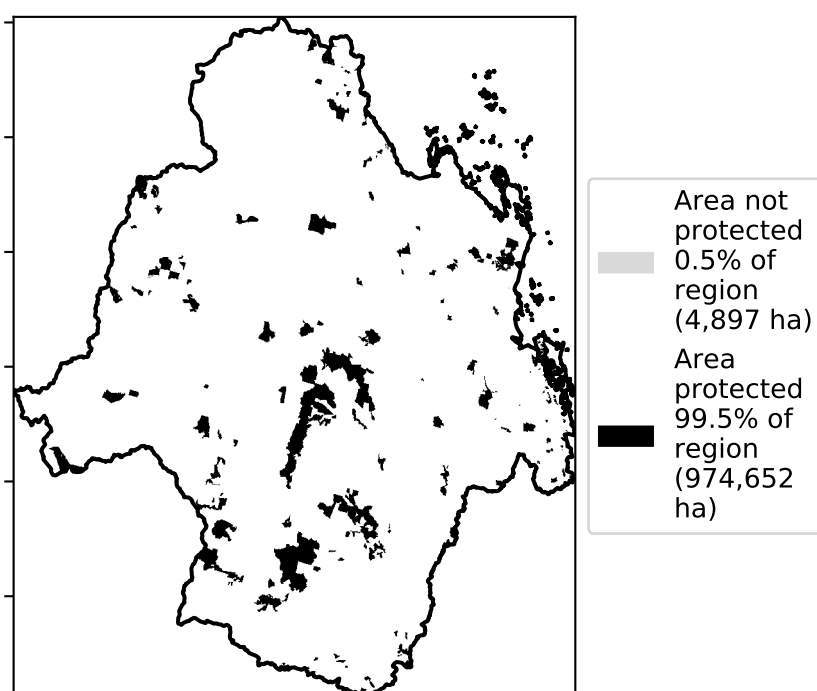 Area not
protected
0.5% of
region
(4,897 ha)
Area
protected
99.5% of
region
(974,652
ha)